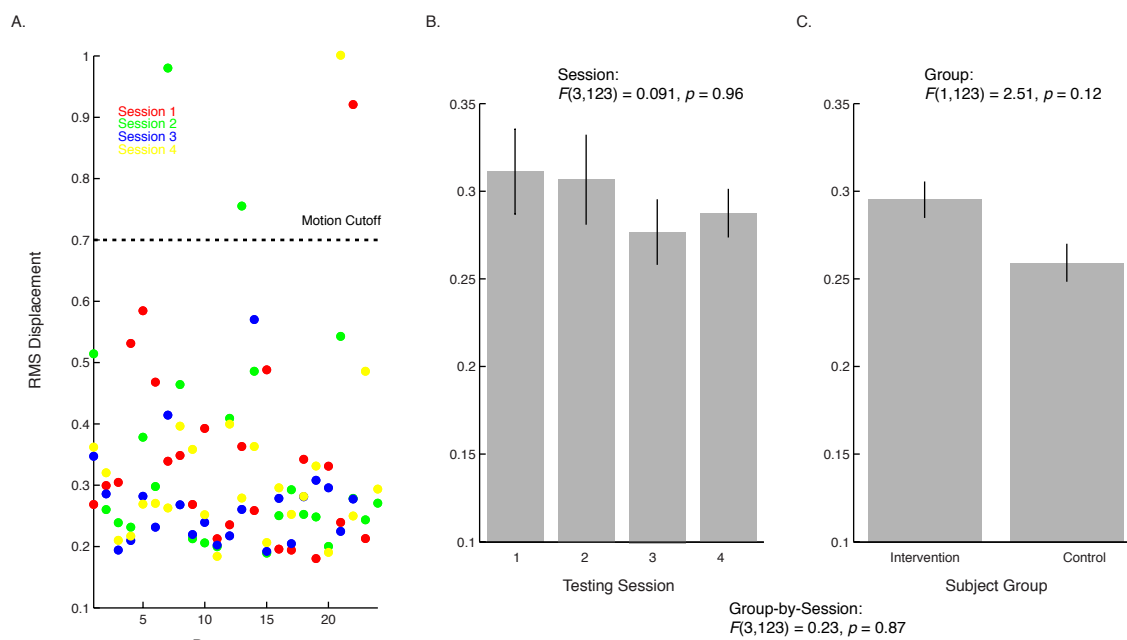 A.
B.
C.
Session:
F(3,123) = 0.091, p = 0.96
Group:
F(1,123) = 2.51, p = 0.12
1
0.9
0.8
0.7
0.6
0.5
0.4
0.3
0.2
0.1
RMS Displacement
Session 1
Session 2
Session 3
Session 4
Motion Cutoff
5
10
15
20
0.35
0.3
0.25
0.2
0.15
0.1
1
2
3
4
Testing Session
0.35
0.3
0.25
0.2
0.15
0.1
Intervention
Control
Subject Group
Group-by-Session:
F(3,123) = 0.23, p = 0.87